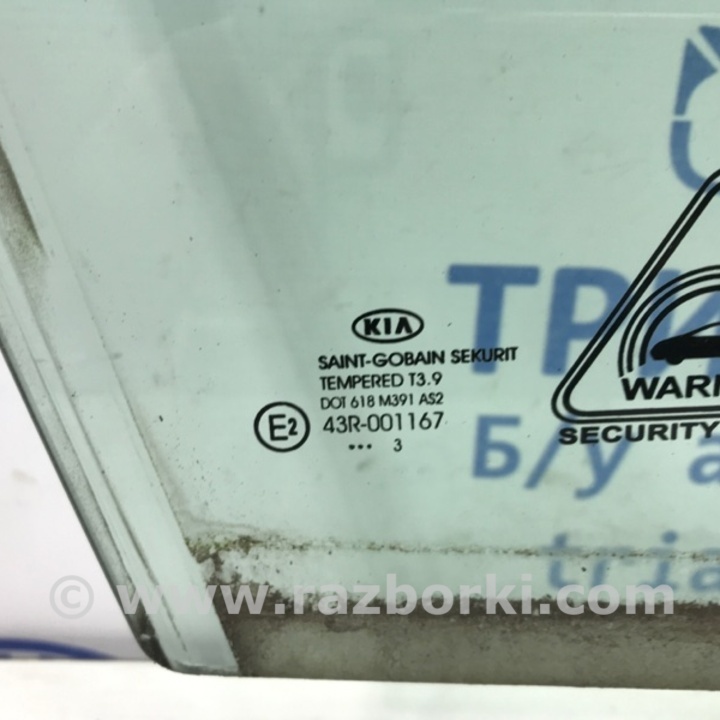 ТРИ
KIA
SAINT-GOBAIN SEKURIT
TEMPERED T3.9
DOT 618 M391 AS2
E2 43R-001167
••• 3
WARN
SECURITY
Б/у а
tria
© www.razborki.com